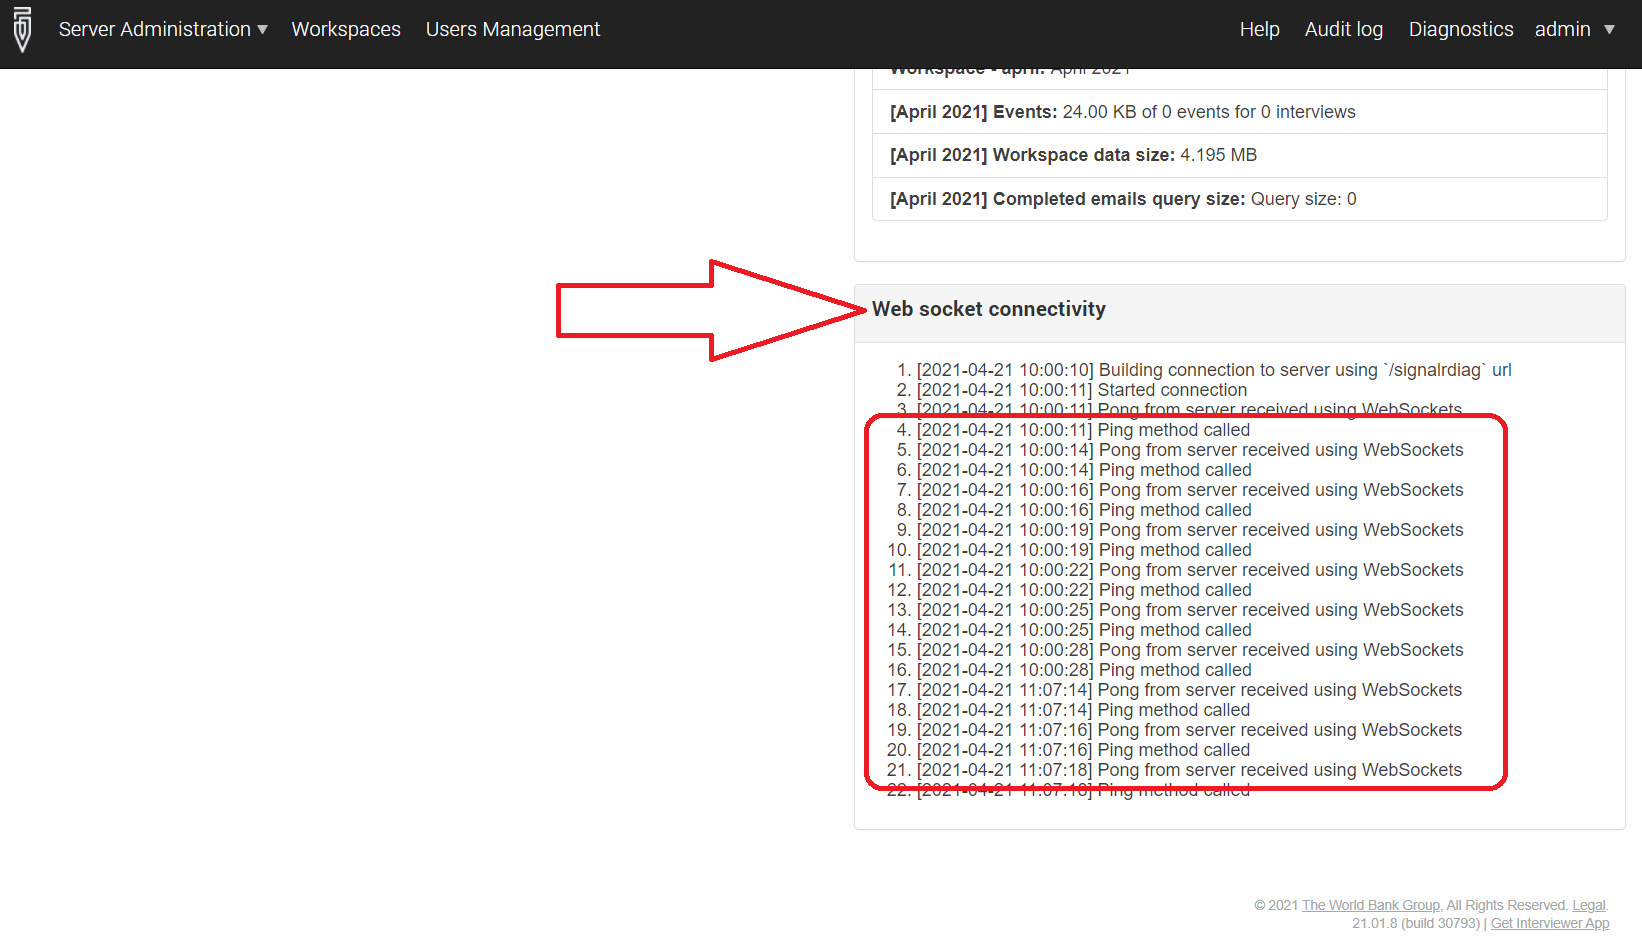 Server Administration ▼ Workspaces Users Management Help Audit log Diagnostics admin ▼
Workspace - april: April 2021
[April 2021] Events: 24.00 KB of 0 events for 0 interviews
[April 2021] Workspace data size: 4.195 MB
[April 2021] Completed emails query size: Query size: 0
Web socket connectivity
1. [2021-04-21 10:00:10] Building connection to server using `/signalrdiag` url
2. [2021-04-21 10:00:11] Started connection
3. [2021-04-21 10:00:11] Pong from server received using WebSockets
4. [2021-04-21 10:00:11] Ping method called
5. [2021-04-21 10:00:14] Pong from server received using WebSockets
6. [2021-04-21 10:00:14] Ping method called
7. [2021-04-21 10:00:16] Pong from server received using WebSockets
8. [2021-04-21 10:00:16] Ping method called
9. [2021-04-21 10:00:19] Pong from server received using WebSockets
10. [2021-04-21 10:00:19] Ping method called
11. [2021-04-21 10:00:22] Pong from server received using WebSockets
12. [2021-04-21 10:00:22] Ping method called
13. [2021-04-21 10:00:25] Pong from server received using WebSockets
14. [2021-04-21 10:00:25] Ping method called
15. [2021-04-21 10:00:28] Pong from server received using WebSockets
16. [2021-04-21 10:00:28] Ping method called
17. [2021-04-21 11:07:14] Pong from server received using WebSockets
18. [2021-04-21 11:07:14] Ping method called
19. [2021-04-21 11:07:16] Pong from server received using WebSockets
20. [2021-04-21 11:07:16] Ping method called
21. [2021-04-21 11:07:18] Pong from server received using WebSockets
22. [2021-04-21 11:07:18] Ping method called
© 2021 The World Bank Group, All Rights Reserved. Legal.
21.01.8 (build 30793) | Get Interviewer App